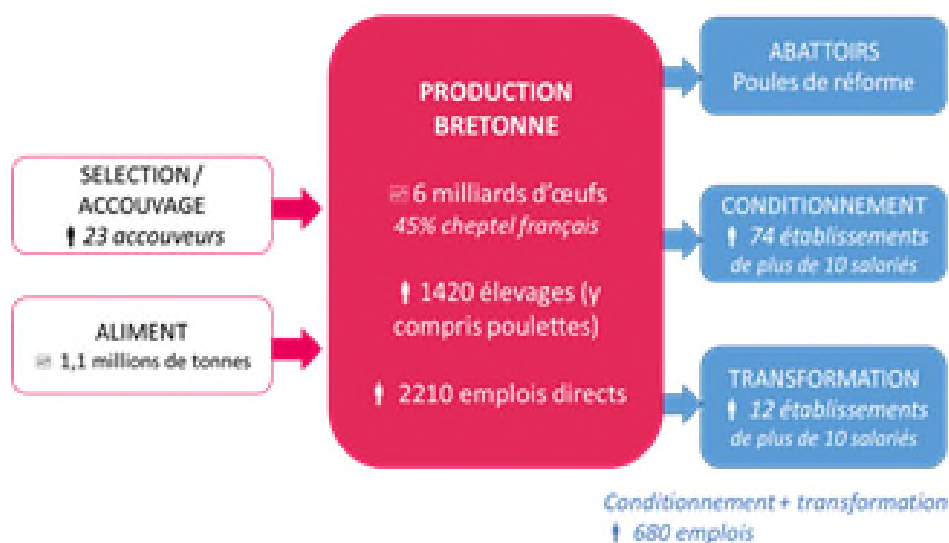 SELECTION/
ACCOUVAGE
23 accouveurs
ALIMENT
1,1 millions de tonnes
PRODUCTION
BRETONNE
6 milliards d'œufs
45% cheptel français
1420 élevages (y
compris poulettes)
2210 emplois directs
ABATTOIRS
Poules de réforme
CONDITIONNEMENT
74 établissements
de plus de 10 salariés
TRANSFORMATION
12 établissements
de plus de 10 salariés
Conditionnement + transformation
680 emplois